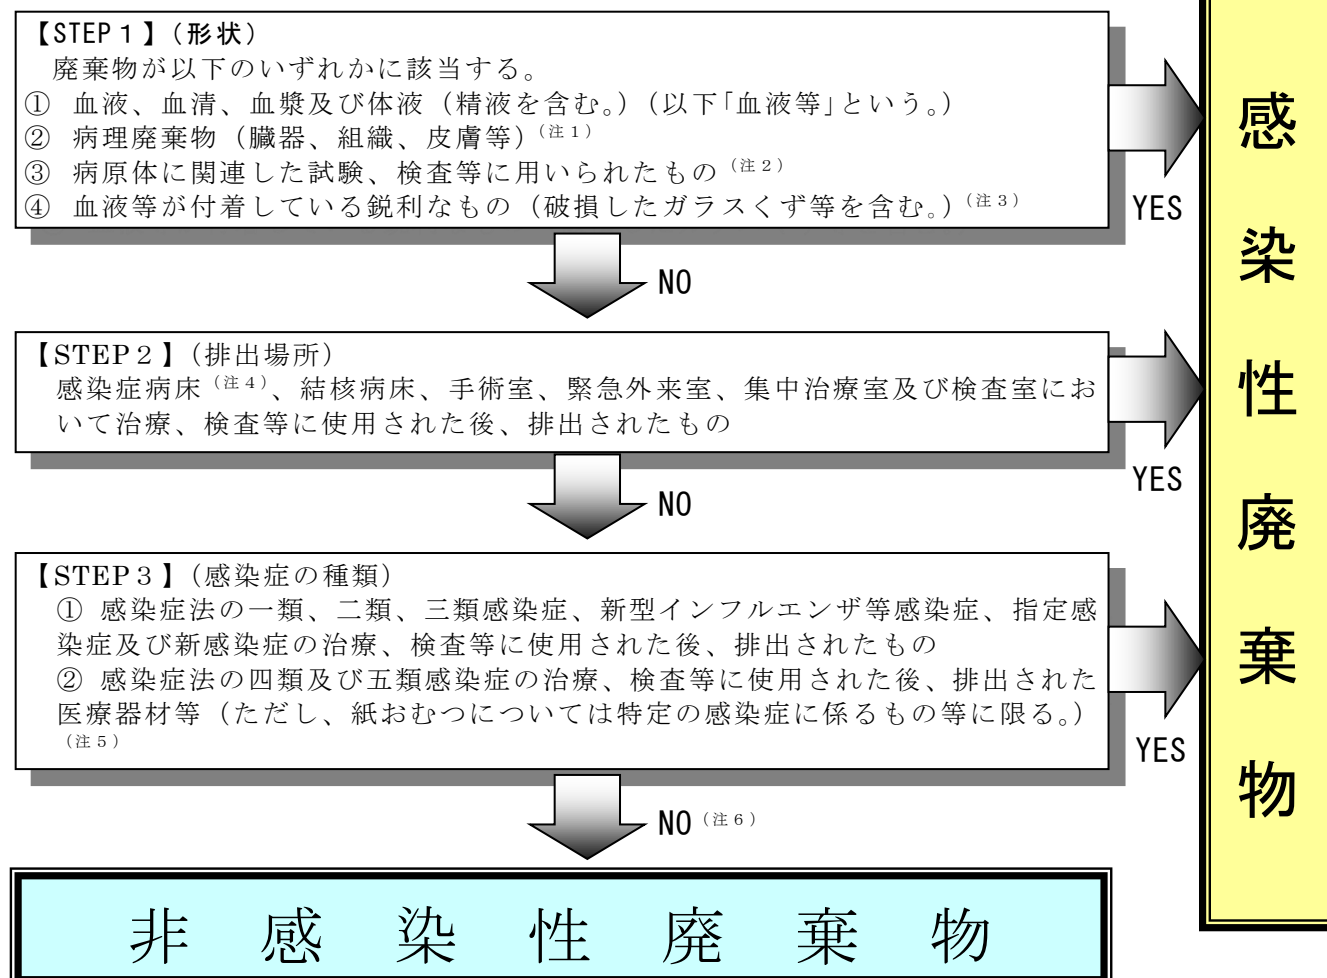 【STEP１】（形状）
廃棄物が以下のいずれかに該当する。
① 血液、血清、血漿及び体液（精液を含む。）（以下「血液等」という。）
② 病理廃棄物（臓器、組織、皮膚等）（注１）
③ 病原体に関連した試験、検査等に用いられたもの（注２）
④ 血液等が付着している鋭利なもの（破損したガラスくず等を含む。）（注３）
YES
NO
【STEP２】（排出場所）
感染症病床（注４）、結核病床、手術室、緊急外来室、集中治療室及び検査室にお
いて治療、検査等に使用された後、排出されたもの
YES
NO
【STEP３】（感染症の種類）
① 感染症法の一類、二類、三類感染症、新型インフルエンザ等感染症、指定感
染症及び新感染症の治療、検査等に使用された後、排出されたもの
② 感染症法の四類及び五類感染症の治療、検査等に使用された後、排出された
医療器材等（ただし、紙おむつについては特定の感染症に係るもの等に限る。）
（注５）
YES
NO（注６）
非感染性廃棄物
感染性廃棄物